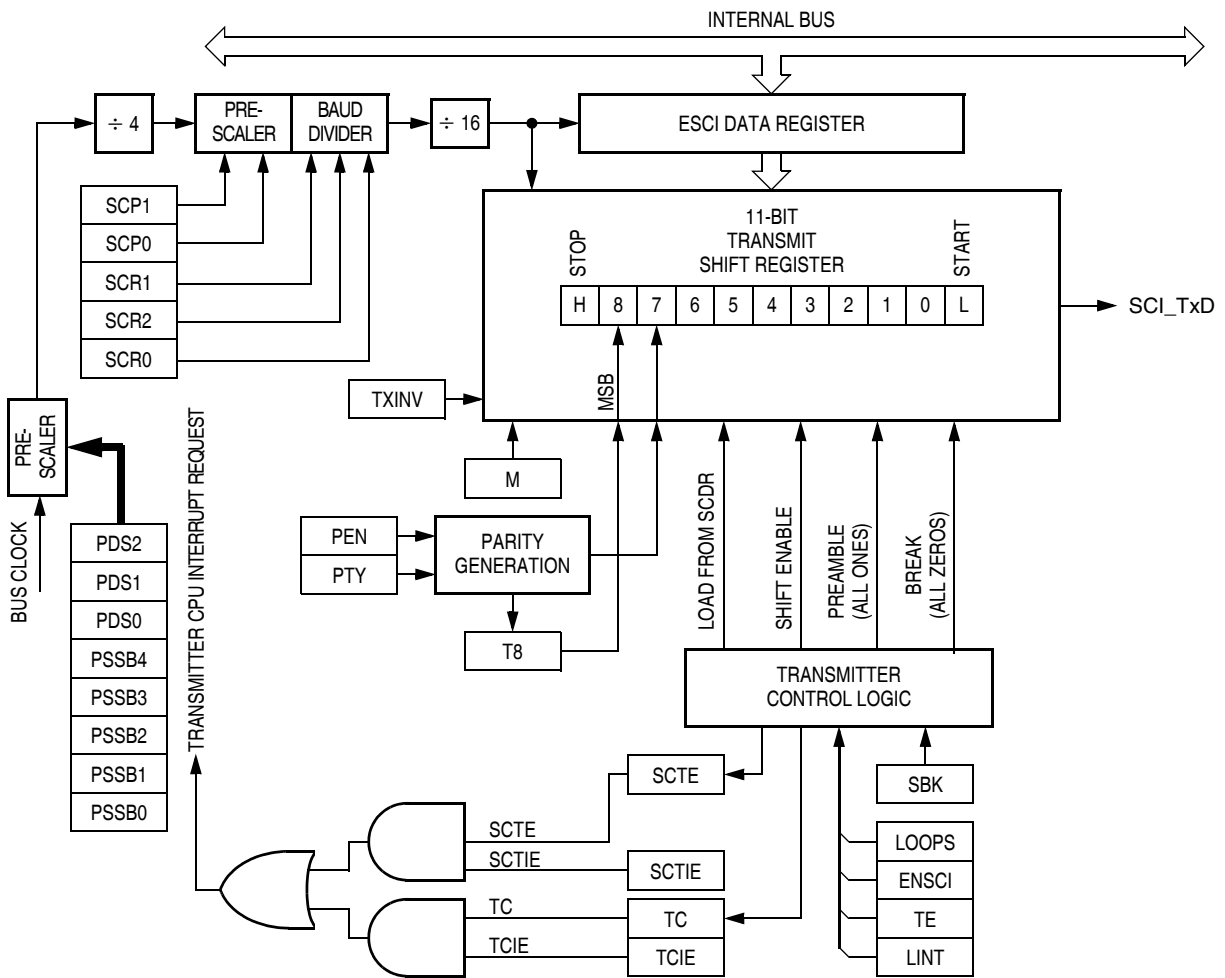 INTERNAL BUS
÷ 4
PRE-
SCALER
BAUD
DIVIDER
÷ 16
ESCI DATA REGISTER
SCP1
SCP0
SCR1
SCR2
SCR0
11-BIT
TRANSMIT
SHIFT REGISTER
STOP
START
H 8 7 6 5 4 3 2 1 0 L
SCI_TxD
MSB
TXINV
M
PRE-
SCALER
BUS CLOCK
PDS2
PDS1
PDS0
PSSB4
PSSB3
PSSB2
PSSB1
PSSB0
TRANSMITTER CPU INTERRUPT REQUEST
PEN
PTY
PARITY
GENERATION
T8
LOAD FROM SCDR
SHIFT ENABLE
PREAMBLE
(ALL ONES)
BREAK
(ALL ZEROS)
TRANSMITTER
CONTROL LOGIC
SCTE
SBK
SCTE
SCTIE
SCTIE
TC
TC
TCIE
TCIE
LOOPS
ENSCI
TE
LINT